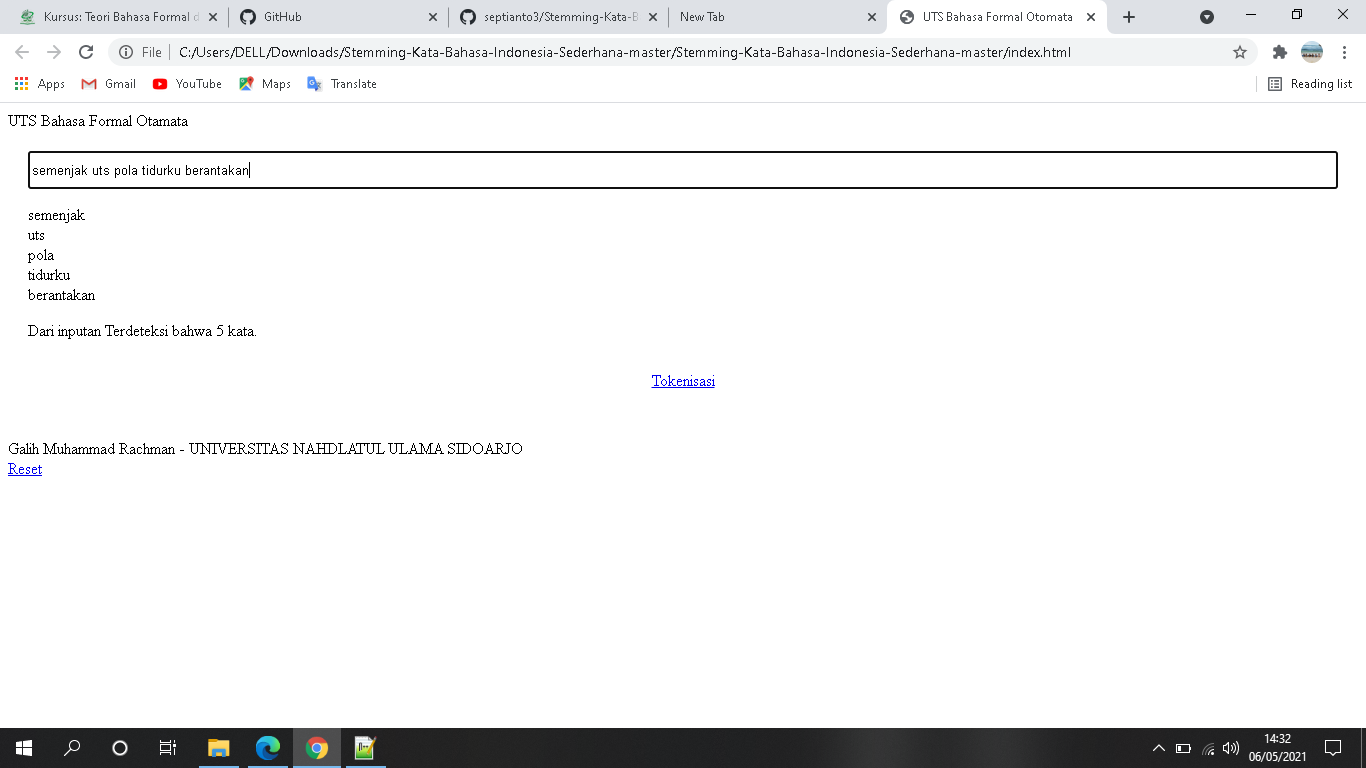 Kursus: Teori Bahasa Formal d
GitHub
septianto3/Stemming-Kata-B
New Tab
UTS Bahasa Formal Otomata
File
C:/Users/DELL/Downloads/Stemming-Kata-Bahasa-Indonesia-Sederhana-master/Stemming-Kata-Bahasa-Indonesia-Sederhana-master/index.html
Apps
Gmail
YouTube
Maps
Translate
Reading list
UTS Bahasa Formal Otamata
semenjak uts pola tidurku berantakan
semenjak
uts
pola
tidurku
berantakan
Dari inputan Terdeteksi bahwa 5 kata.
Tokenisasi
Galih Muhammad Rachman - UNIVERSITAS NAHDLATUL ULAMA SIDOARJO
Reset
14:32
06/05/2021